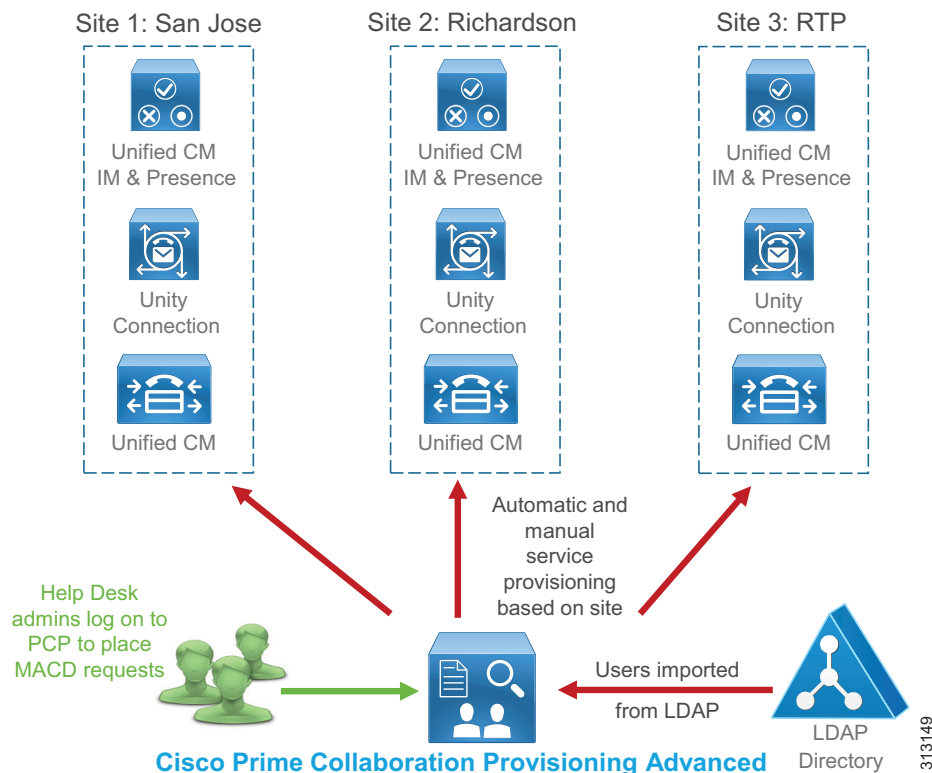 Site 1: San Jose
Site 2: Richardson
Site 3: RTP
Unified CM
IM & Presence
Unified CM
IM & Presence
Unified CM
IM & Presence
Unity
Connection
Unity
Connection
Unity
Connection
Unified CM
Unified CM
Unified CM
Automatic and
manual
service
provisioning
based on site
Help Desk
admins log on to
PCP to place
MACD requests
Users imported
from LDAP
LDAP
Directory
Cisco Prime Collaboration Provisioning Advanced
313149